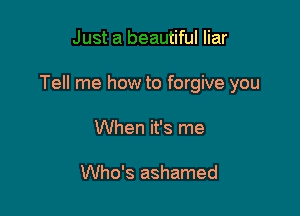 Just a beautiful liar
Tell me how to forgive you
When it's me
Who's ashamed